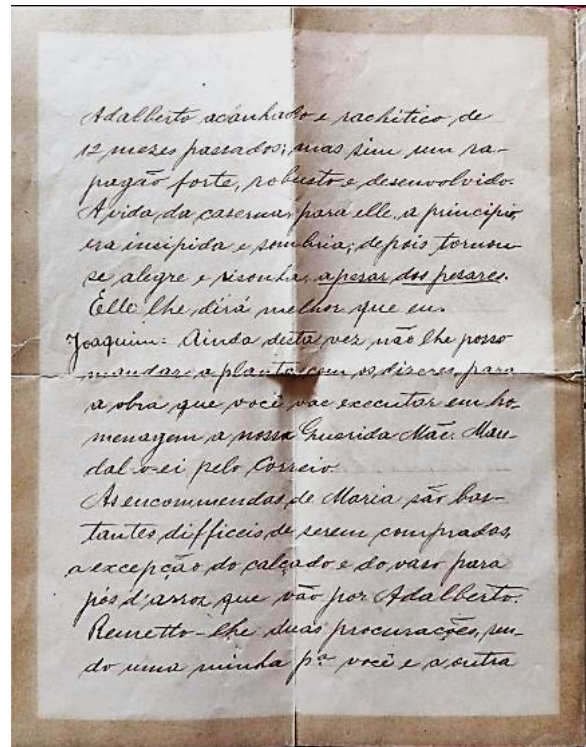 Adalberto acanhado e rachitico de
12 mezes passados; mas sim um ra-
pagão forte, robusto e desenvolvido.
A vida da caserna, para elle, a principio
era insipida e sombria; depois tornou-
se alegre e risonha, apesar dos pesares.
Elle lhe dirá melhor que eu.
Joaquim: Ainda desta vez não lhe posso
mandar a planta, com os dizeres, para
a obra que você vae executar em ho-
menagem a nossa Querida Mãe. Man-
dal-o-ei pelo Correio.
As encommendas de Maria são bas-
tantes difficeis de serem compradas,
a excepção do calçado e do vaso para
pós d'arroz que vão por Adalberto.
Remetto-lhe duas procurações, sen-
do uma minha pª você e a outra